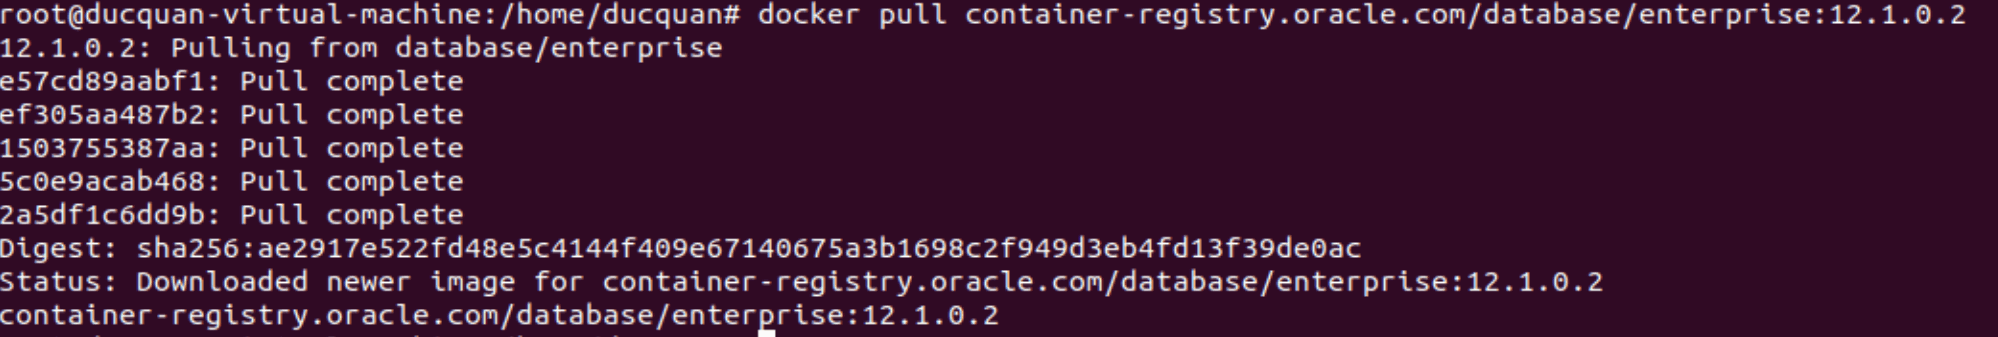 root@ducquan-virtual-machine:/home/ducquan# docker pull container-registry.oracle.com/database/enterprise:12.1.0.2
12.1.0.2: Pulling from database/enterprise
e57cd89aabf1: Pull complete
ef305aa487b2: Pull complete
1503755387aa: Pull complete
5c0e9acab468: Pull complete
2a5df1c6dd9b: Pull complete
Digest: sha256:ae2917e522fd48e5c4144f409e67140675a3b1698c2f949d3eb4fd13f39de0ac
Status: Downloaded newer image for container-registry.oracle.com/database/enterprise:12.1.0.2
container-registry.oracle.com/database/enterprise:12.1.0.2